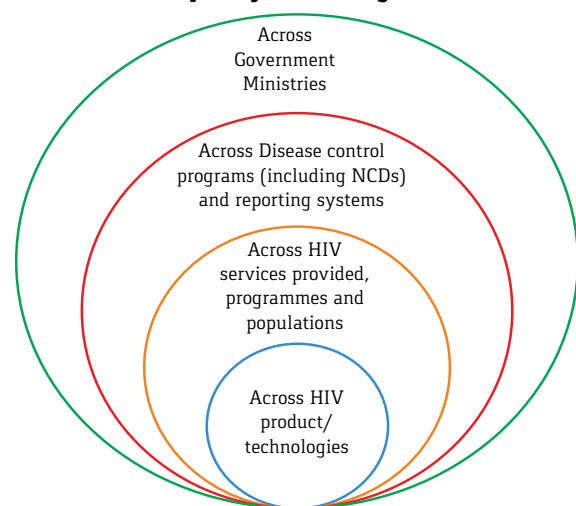 Across
Government
Ministries
Across Disease control
programs (including NCDs)
and reporting systems
Across HIV
services provided,
programmes and
populations
Across HIV
product/
technologies